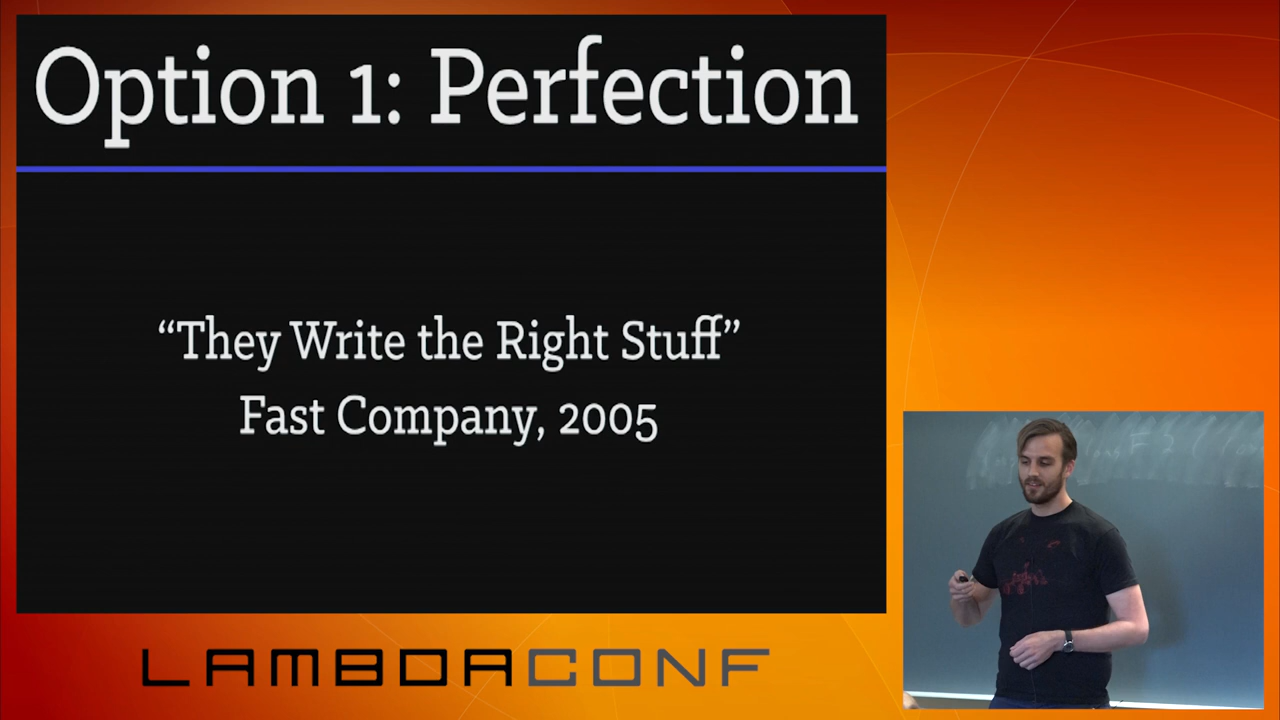 Option 1: Perfection
“They Write the Right Stuff”
Fast Company, 2005
LAMBDACONF